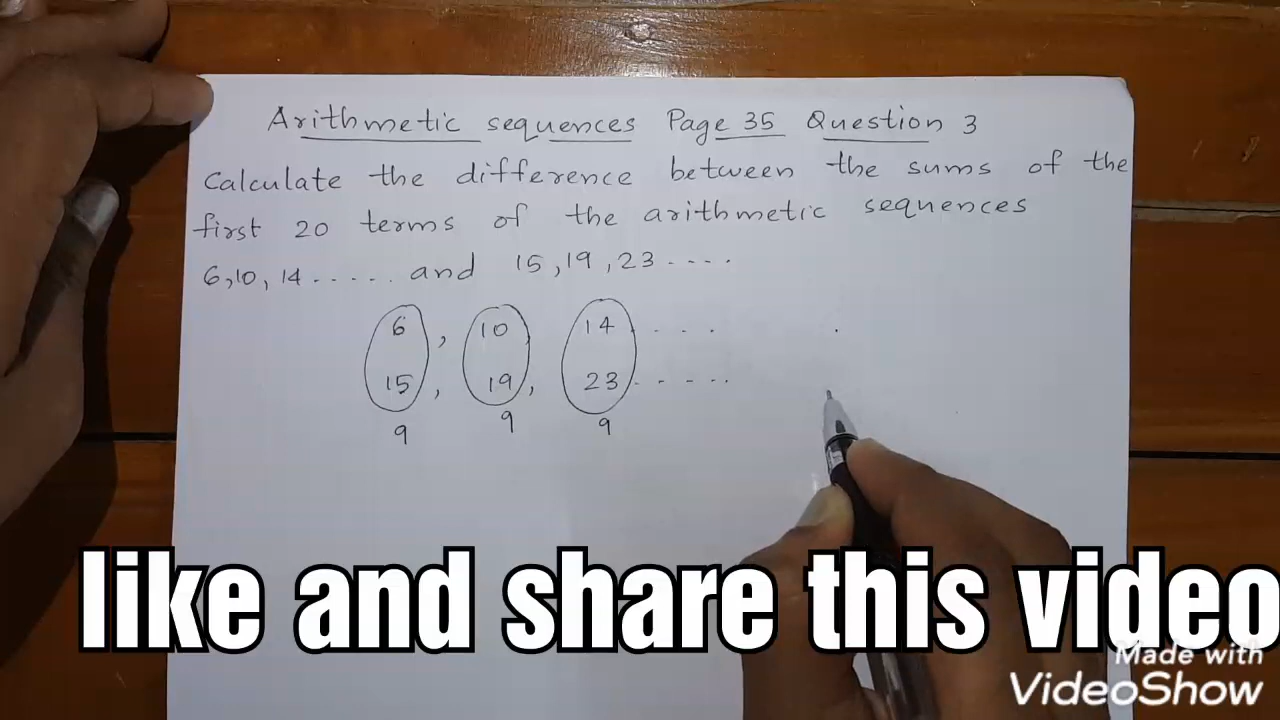 Arithmetic sequences Page 35 Question 3
Calculate the difference between the sums of the
first 20 terms of the arithmetic sequences
6,10, 14 ..... and 15,19,23 ....
6, 10, 14 ...
15, 19, 23 .....
9 9 9
like and share this video
Made with
VideoShow